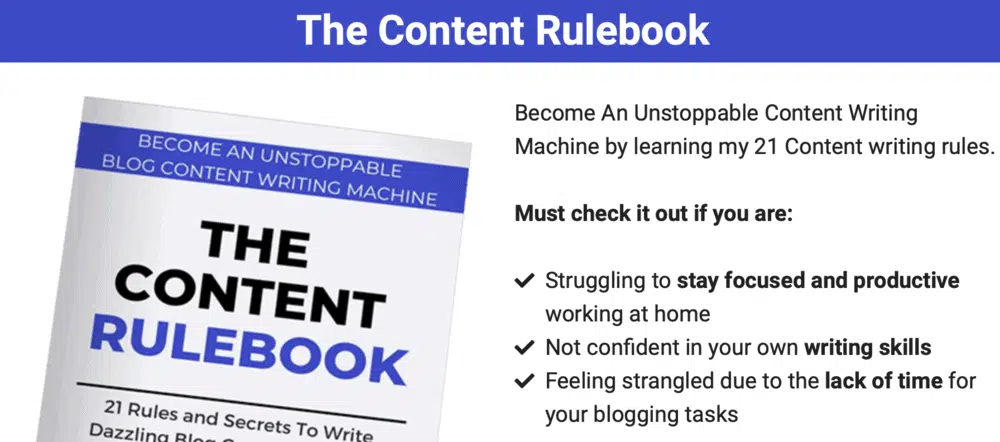 The Content Rulebook
BECOME AN UNSTOPPABLE
BLOG CONTENT WRITING MACHINE
THE
CONTENT
RULEBOOK
21 Rules and Secrets To Write
Dazzling Blog
Become An Unstoppable Content Writing
Machine by learning my 21 Content writing rules.
Must check it out if you are:
Struggling to stay focused and productive
working at home
Not confident in your own writing skills
Feeling strangled due to the lack of time for
your blogging tasks